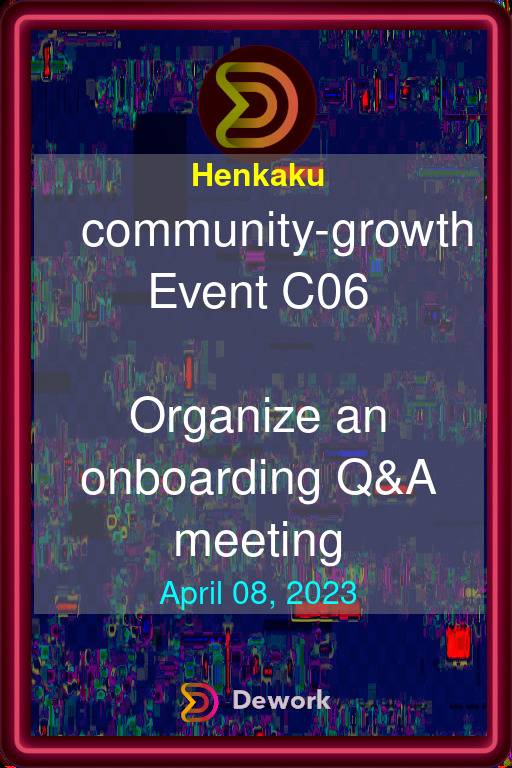 Henkaku
community-growth
Event C06
Organize an
onboarding Q&A
meeting
April 08, 2023
Dework